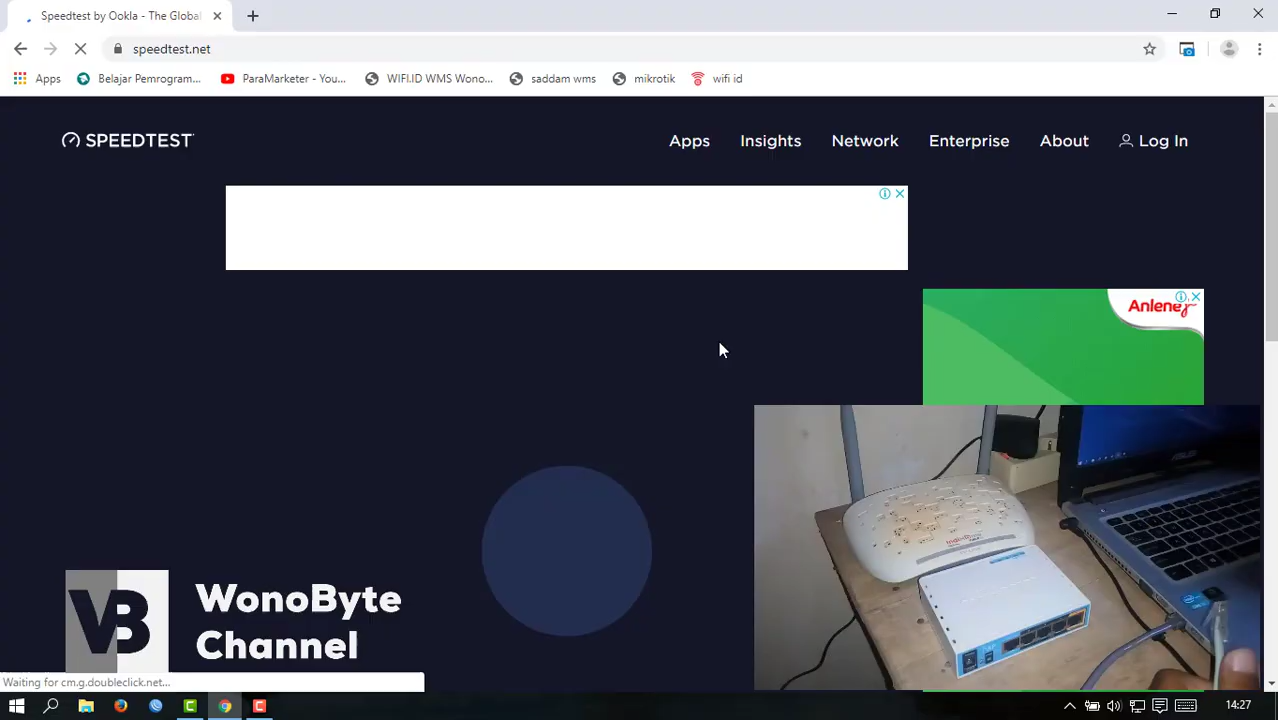 Speedtest by Ookla - The Global
speedtest.net
Apps
Belajar Pemrogram...
ParaMarketer - You...
WIFI.ID WMS Wono...
saddam wms
mikrotik
wifi id
SPEEDTEST
Apps
Insights
Network
Enterprise
About
Log In
Anlene
WonoByte
Channel
Waiting for cm.g.doubleclick.net...
14:27